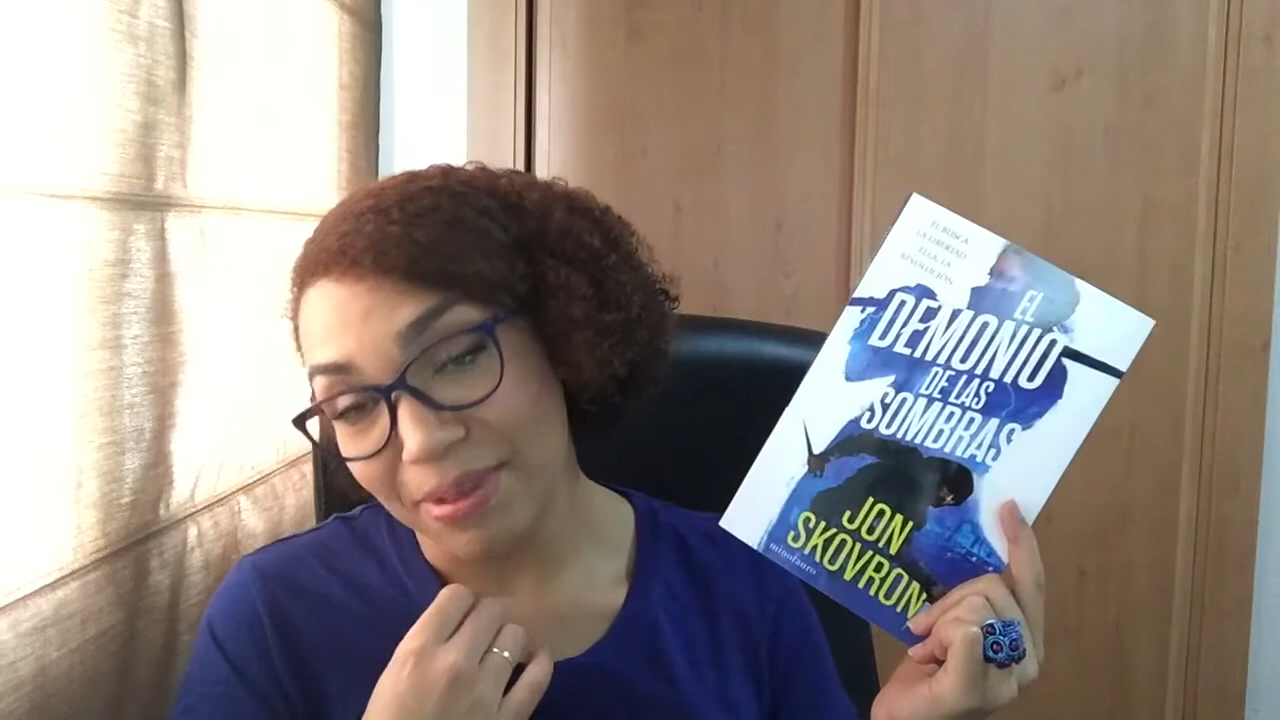 ÉL BUSCA
LA LIBERTAD
ELLA, LA
REVOLUCIÓN
EL
DEMONIO
DE LAS
SOMBRAS
JON
SKOVRON
minotauro